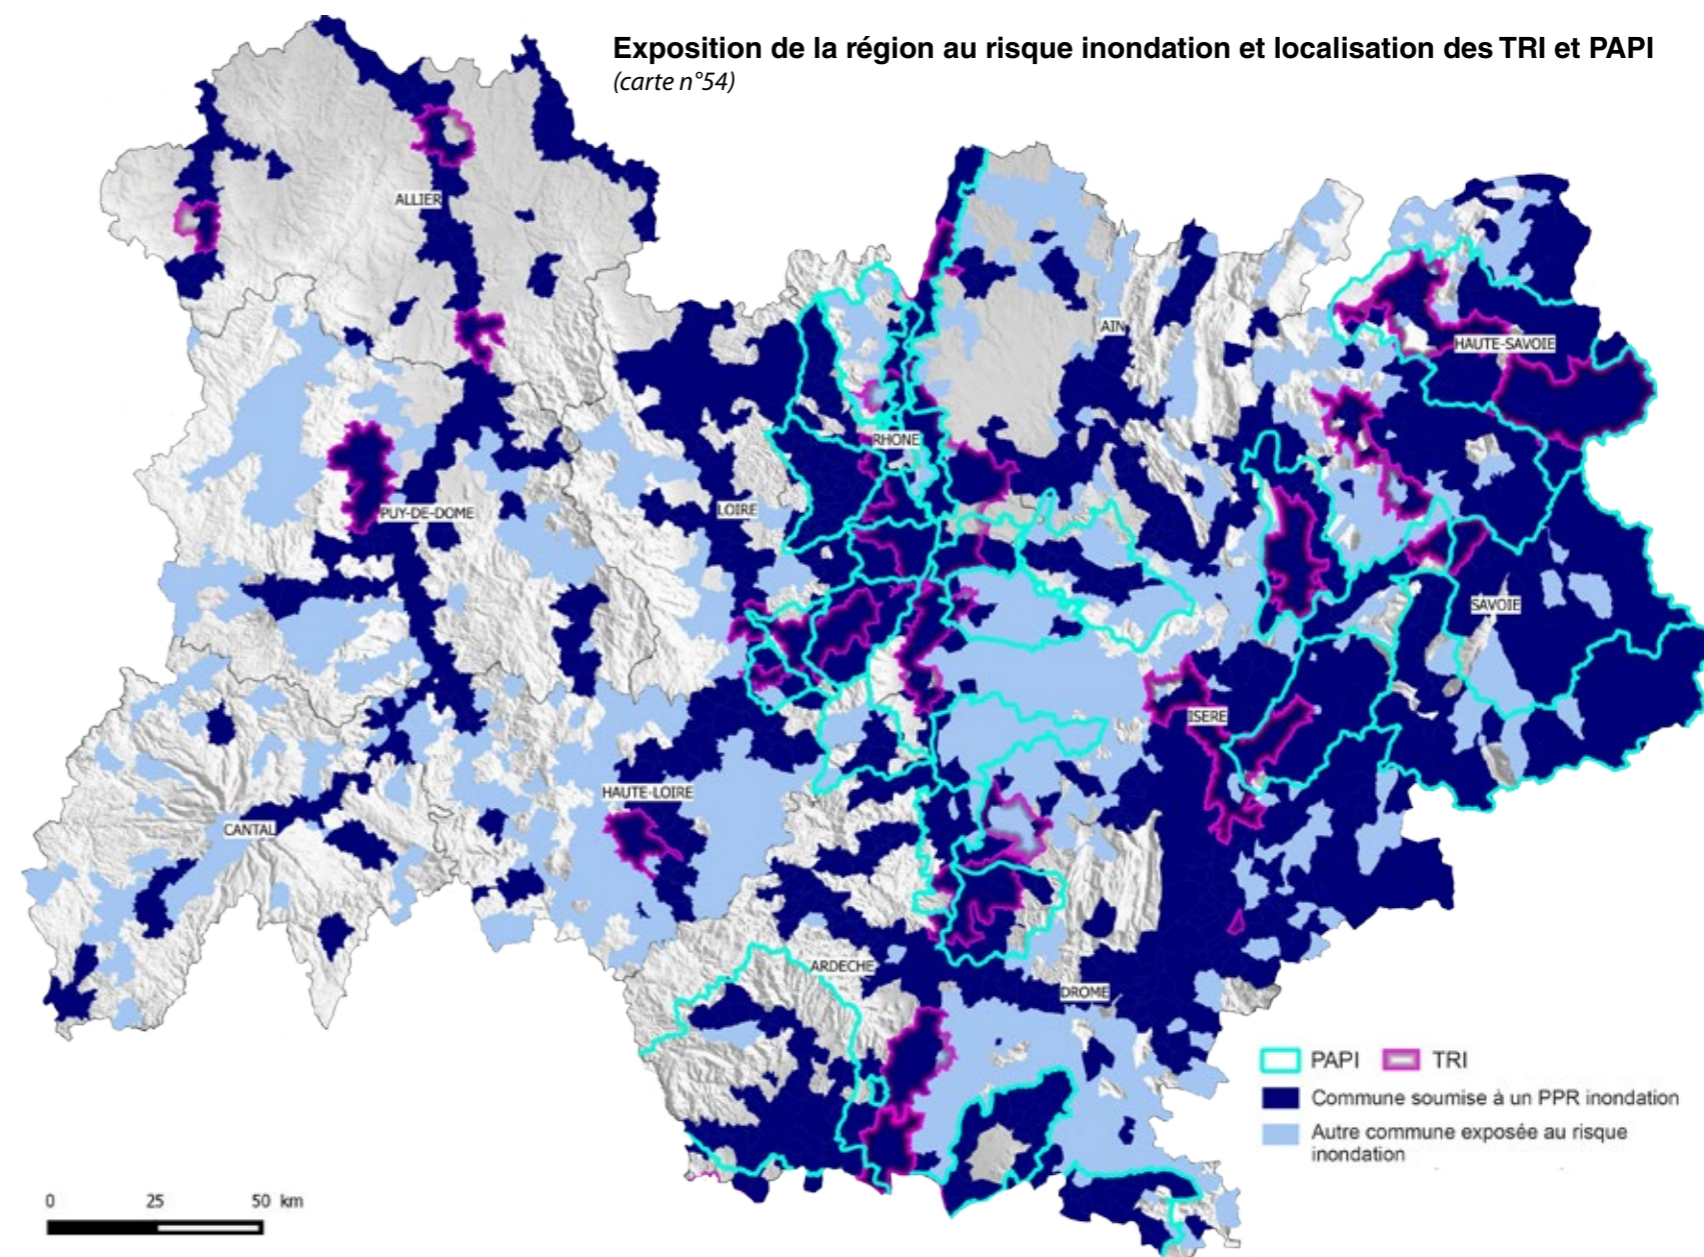 Exposition de la région au risque inondation et localisation des TRI et PAPI
(carte n°54)
ALLIER
AIN
HAUTE-SAVOIE
RHONE
PUY-DE-DOME
LOIRE
SAVOIE
ISERE
HAUTE-LOIRE
CANTAL
ARDECHE
DROME
PAPI TRI
Commune soumise à un PPR inondation
Autre commune exposée au risque
inondation
0 25 50 km